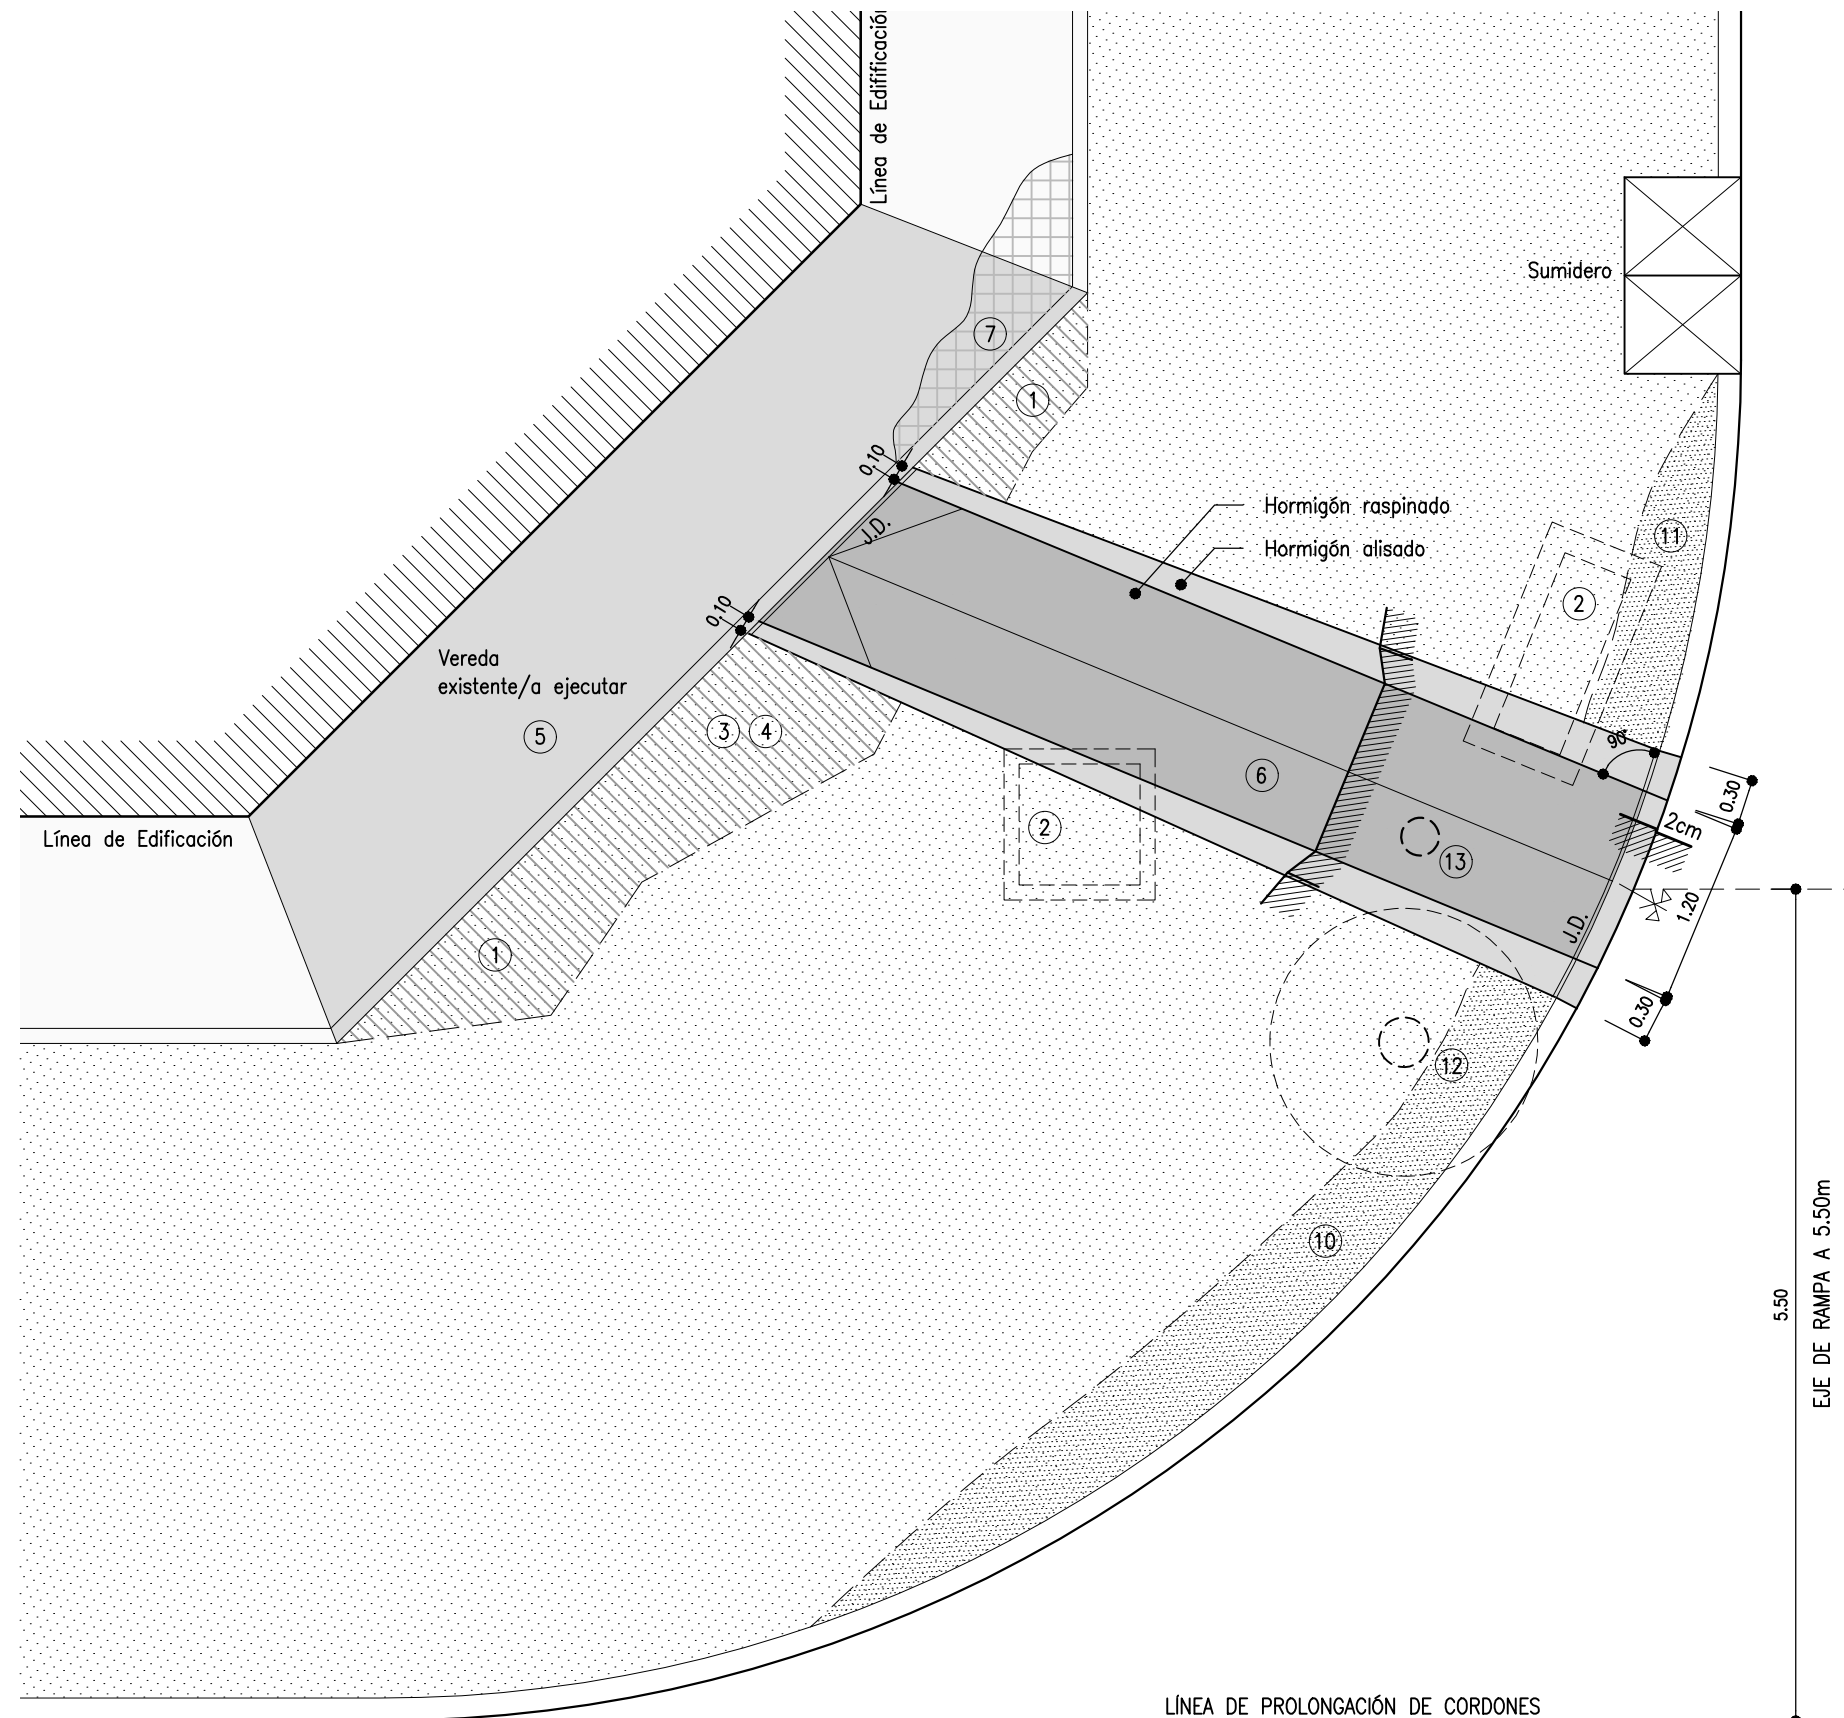 Línea de Edificación
Sumidero
7
1
0.10
J.D.
Hormigón raspinado
Hormigón alisado
11
2
0.10
Vereda
existente/a ejecutar
5
3
4
6
90°
0.30
2cm
Línea de Edificación
2
13
1.20
J.D.
1
0.30
12
10
5.50
EJE DE RAMPA A 5.50m
LÍNEA DE PROLONGACIÓN DE CORDONES